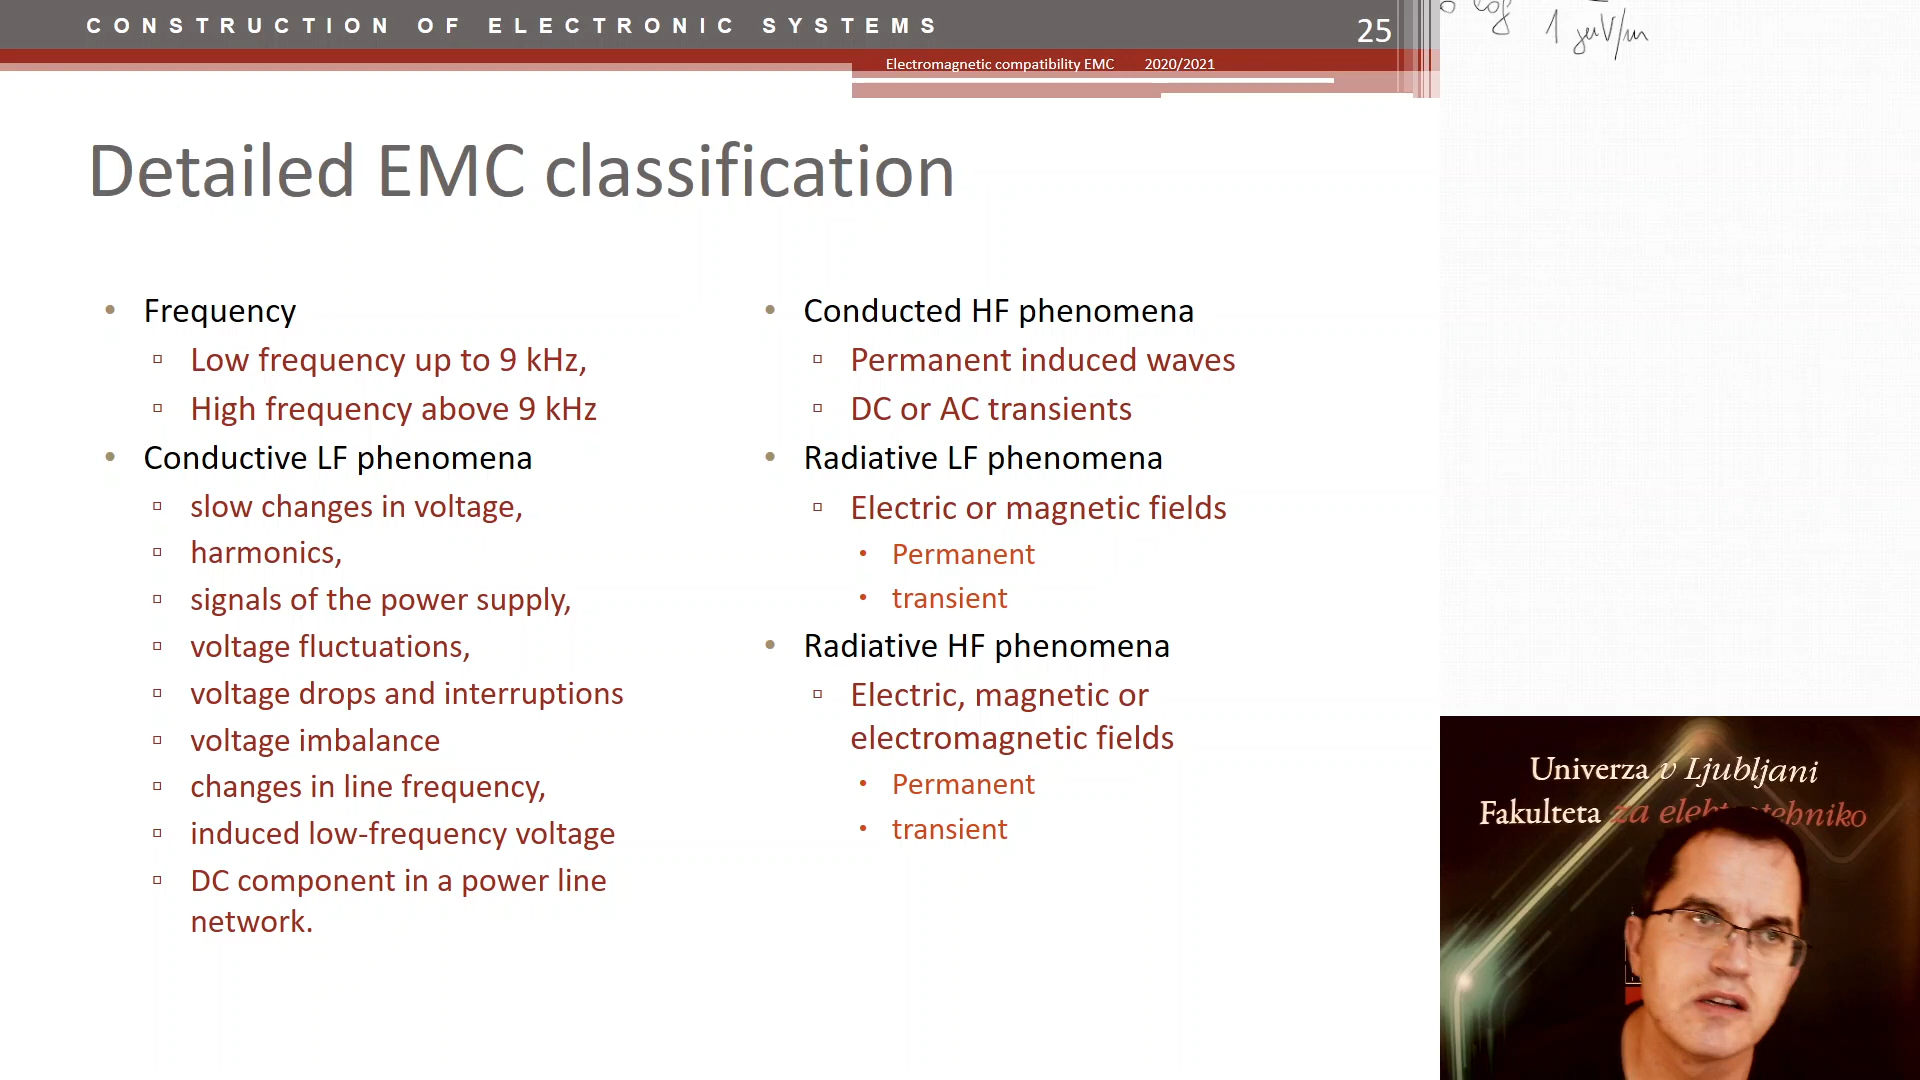 CONSTRUCTION OF ELECTRONIC SYSTEMS
25
Electromagnetic compatibility EMC 2020/2021
log 1 µV/m
Detailed EMC classification
• Frequency
▫ Low frequency up to 9 kHz,
▫ High frequency above 9 kHz
• Conductive LF phenomena
▫ slow changes in voltage,
▫ harmonics,
▫ signals of the power supply,
▫ voltage fluctuations,
▫ voltage drops and interruptions
▫ voltage imbalance
▫ changes in line frequency,
▫ induced low-frequency voltage
▫ DC component in a power line
network.
• Conducted HF phenomena
▫ Permanent induced waves
▫ DC or AC transients
• Radiative LF phenomena
▫ Electric or magnetic fields
• Permanent
• transient
• Radiative HF phenomena
▫ Electric, magnetic or
electromagnetic fields
• Permanent
• transient
Univerza v Ljubljani
Fakulteta za elektrotehniko